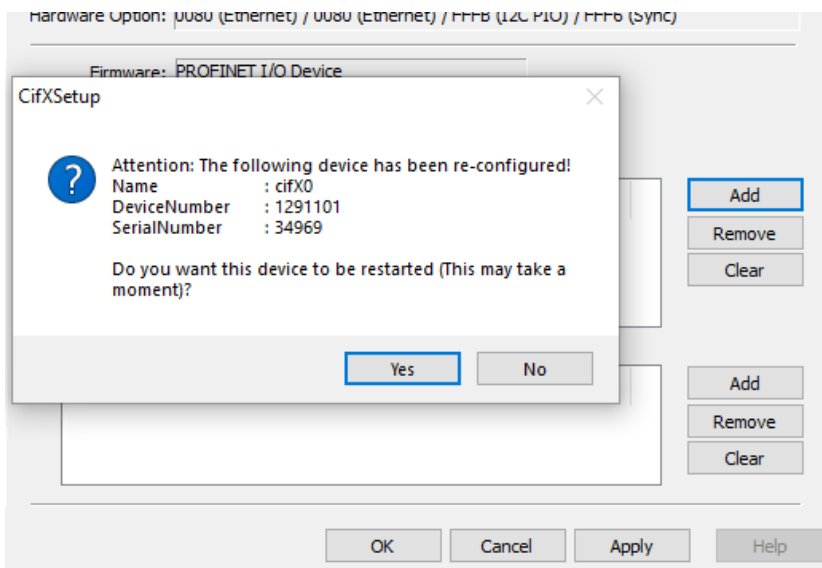 Hardware Option: 0080 (Ethernet) / 0080 (Ethernet) / FFFB (I2C PIO) / FFF6 (Sync)
Firmware: PROFINET I/O Device
CifXSetup
Attention: The following device has been re-configured!
Name : cifX0
DeviceNumber : 1291101
SerialNumber : 34969
Do you want this device to be restarted (This may take a
moment)?
Yes No
Add
Remove
Clear
Add
Remove
Clear
OK Cancel Apply Help